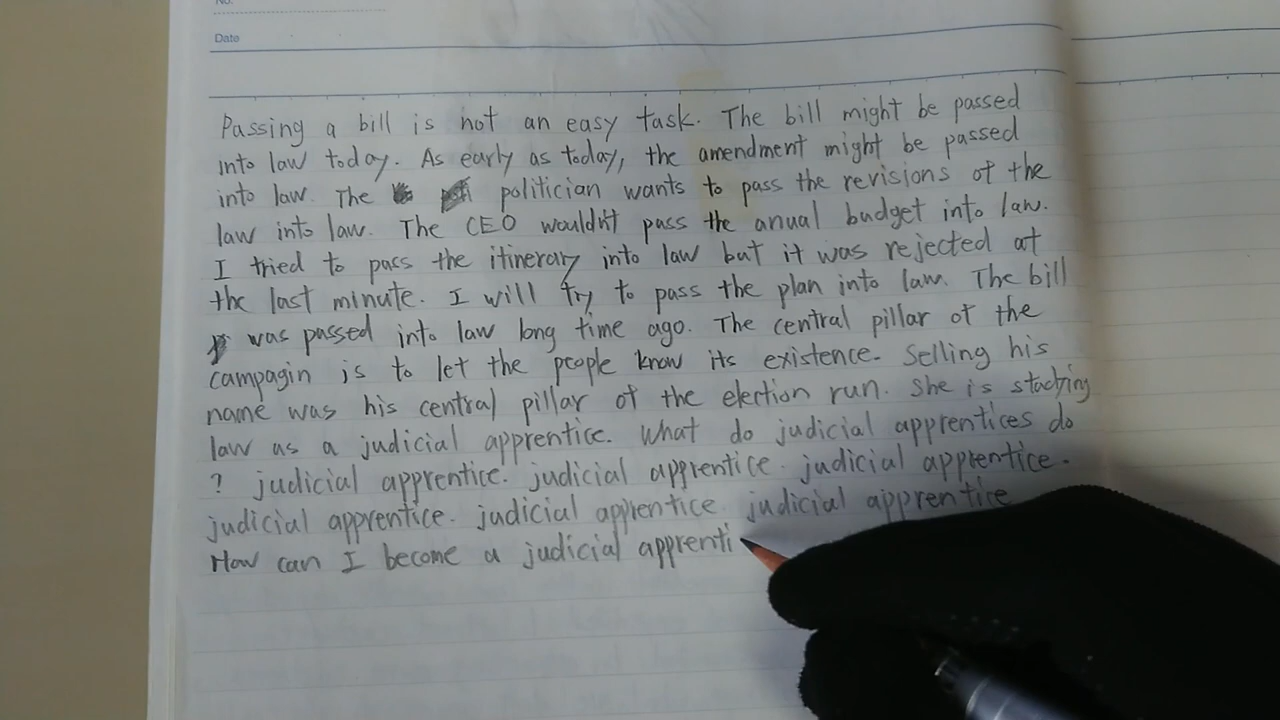 No.
Date
Passing a bill is not an easy task. The bill might be passed
into law today. As early as today, the amendment might be passed
into law. The politician wants to pass the revisions of the
law into law. The CEO wouldn't pass the anual budget into law.
I tried to pass the itinerary into law but it was rejected at
the last minute. I will try to pass the plan into law. The bill
was passed into law long time ago. The central pillar of the
campagin is to let the people know its existence. Selling his
name was his central pillar of the election run. She is studying
law as a judicial apprentice. What do judicial apprentices do
? judicial apprentice. judicial apprentice. judicial apprentice.
judicial apprentice. judicial apprentice. judicial apprentice
How can I become a judicial apprenti